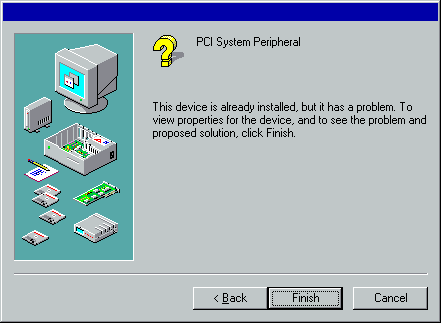 PCI System Peripheral
This device is already installed, but it has a problem. To
view properties for the device, and to see the problem and
proposed solution, click Finish.
< Back
Finish
Cancel